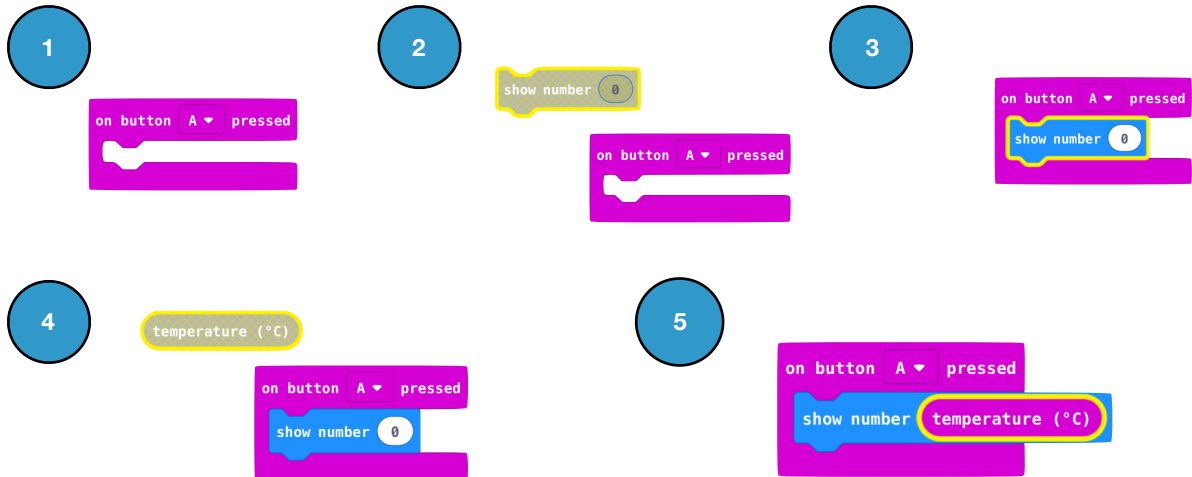 1
on button A pressed
2
show number 0
on button A pressed
3
on button A pressed
show number 0
4
temperature (°C)
on button A pressed
show number 0
5
on button A pressed
show number temperature (°C)